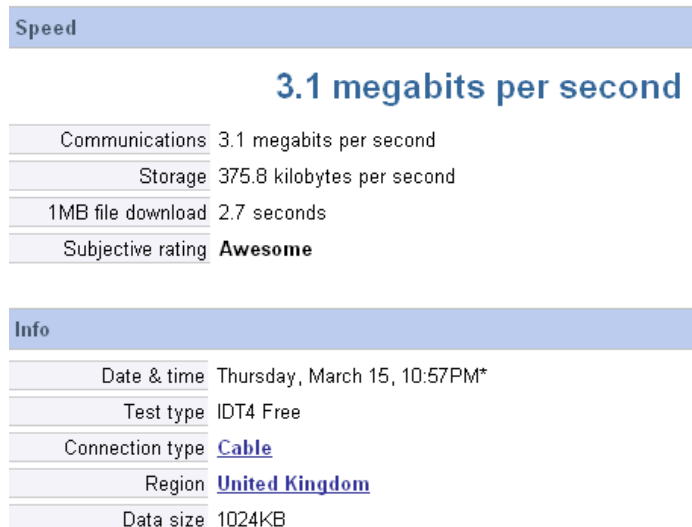 Speed
3.1 megabits per second
Communications 3.1 megabits per second
Storage 375.8 kilobytes per second
1MB file download 2.7 seconds
Subjective rating Awesome
Info
Date & time Thursday, March 15, 10:57PM*
Test type IDT4 Free
Connection type Cable
Region United Kingdom
Data size 1024KB